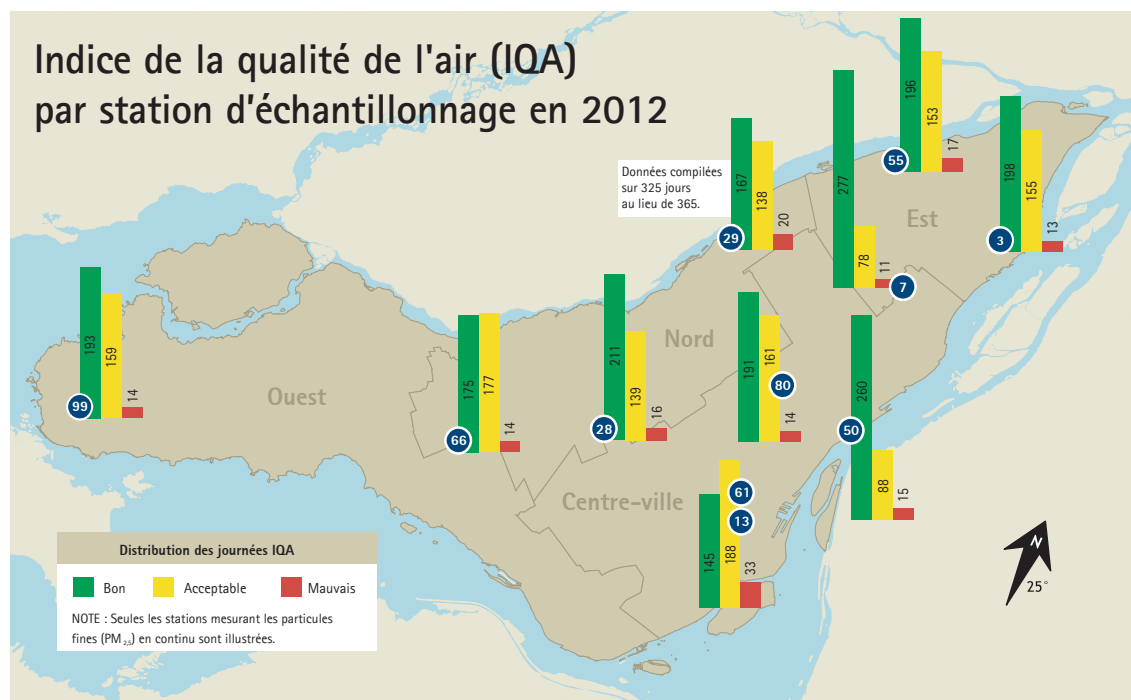 Indice de la qualité de l'air (IQA)
par station d'échantillonnage en 2012
Données compilées
sur 325 jours
au lieu de 365.
196
153
17
55
198
155
13
3
167
138
20
29
277
78
11
7
Est
193
159
14
99
Ouest
175
177
14
66
211
139
16
28
Nord
191
161
14
80
260
88
15
50
Centre-ville
145
188
33
61
13
Distribution des journées IQA
Bon
Acceptable
Mauvais
NOTE : Seules les stations mesurant les particules
fines (PM 2,5) en continu sont illustrées.
N
25°